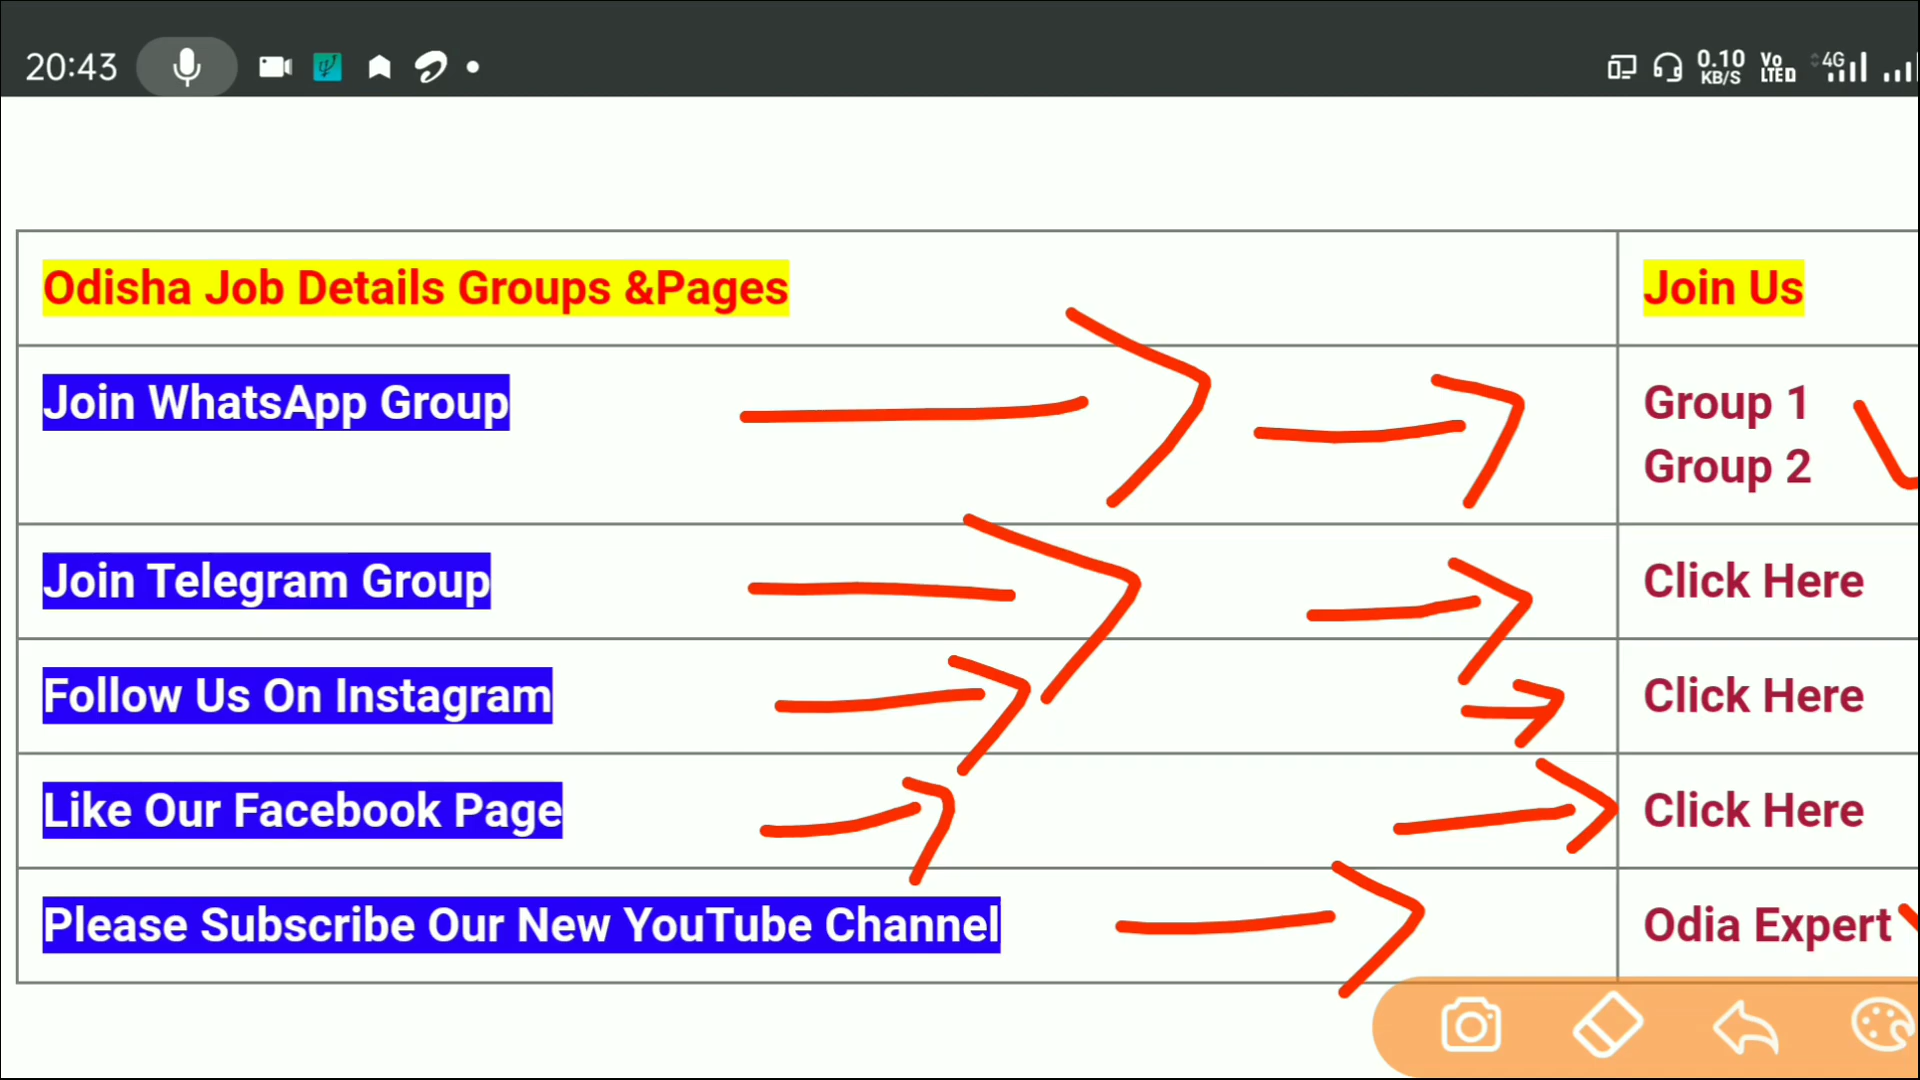 20:43
0.10 KB/S Vo LTED 4G
Odisha Job Details Groups &Pages
Join Us
Join WhatsApp Group
Group 1
Group 2
Join Telegram Group
Click Here
Follow Us On Instagram
Click Here
Like Our Facebook Page
Click Here
Please Subscribe Our New YouTube Channel
Odia Expert